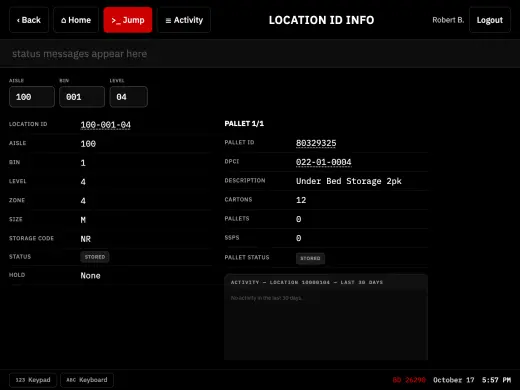 ‹ Back
⌂ Home
>_ Jump
≡ Activity
LOCATION ID INFO
Robert B.
Logout
status messages appear here
AISLE
BIN
LEVEL
100
001
04
LOCATION ID 100-001-04
AISLE 100
BIN 1
LEVEL 4
ZONE 4
SIZE M
STORAGE CODE NR
STATUS STORED
HOLD None
PALLET 1/1
PALLET ID 80329325
DPCI 022-01-0004
DESCRIPTION Under Bed Storage 2pk
CARTONS 12
PALLETS 0
SSPS 0
PALLET STATUS STORED
ACTIVITY — LOCATION 10000104 — LAST 30 DAYS
No activity in the last 30 days.
123 Keypad
ABC Keyboard
October 17 5:57 PM